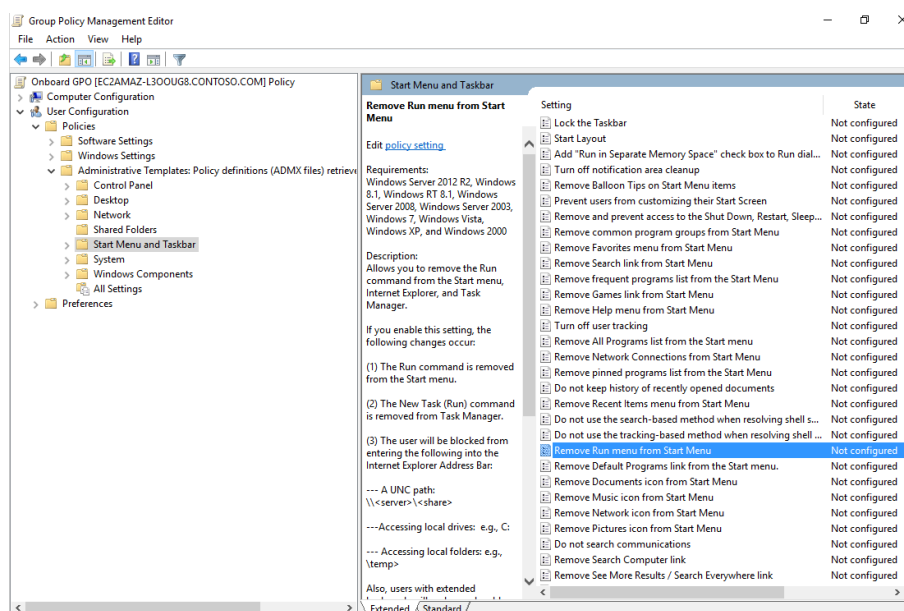 Group Policy Management Editor
File Action View Help
Onboard GPO [EC2AMAZ-L3OOUG8.CONTOSO.COM] Policy
Computer Configuration
User Configuration
Policies
Software Settings
Windows Settings
Administrative Templates: Policy definitions (ADMX files) retrieve
Control Panel
Desktop
Network
Shared Folders
Start Menu and Taskbar
System
Windows Components
All Settings
Preferences
Start Menu and Taskbar
Remove Run menu from Start
Menu
Edit policy setting
Requirements:
Windows Server 2012 R2, Windows
8.1, Windows RT 8.1, Windows
Server 2008, Windows Server 2003,
Windows 7, Windows Vista,
Windows XP, and Windows 2000
Description:
Allows you to remove the Run
command from the Start menu,
Internet Explorer, and Task
Manager.
If you enable this setting, the
following changes occur:
(1) The Run command is removed
from the Start menu.
(2) The New Task (Run) command
is removed from Task Manager.
(3) The user will be blocked from
entering the following into the
Internet Explorer Address Bar:
--- A UNC path:
\\<server>\<share>
---Accessing local drives: e.g., C:
--- Accessing local folders: e.g.,
\temp>
Also, users with extended
Setting State
Lock the Taskbar Not configured
Start Layout Not configured
Add "Run in Separate Memory Space" check box to Run dial... Not configured
Turn off notification area cleanup Not configured
Remove Balloon Tips on Start Menu items Not configured
Prevent users from customizing their Start Screen Not configured
Remove and prevent access to the Shut Down, Restart, Sleep... Not configured
Remove common program groups from Start Menu Not configured
Remove Favorites menu from Start Menu Not configured
Remove Search link from Start Menu Not configured
Remove frequent programs list from the Start Menu Not configured
Remove Games link from Start Menu Not configured
Remove Help menu from Start Menu Not configured
Turn off user tracking Not configured
Remove All Programs list from the Start menu Not configured
Remove Network Connections from Start Menu Not configured
Remove pinned programs list from the Start Menu Not configured
Do not keep history of recently opened documents Not configured
Remove Recent Items menu from Start Menu Not configured
Do not use the search-based method when resolving shell s... Not configured
Do not use the tracking-based method when resolving shell ... Not configured
Remove Run menu from Start Menu Not configured
Remove Default Programs link from the Start menu. Not configured
Remove Documents icon from Start Menu Not configured
Remove Music icon from Start Menu Not configured
Remove Network icon from Start Menu Not configured
Remove Pictures icon from Start Menu Not configured
Do not search communications Not configured
Remove Search Computer link Not configured
Remove See More Results / Search Everywhere link Not configured
Extended Standard